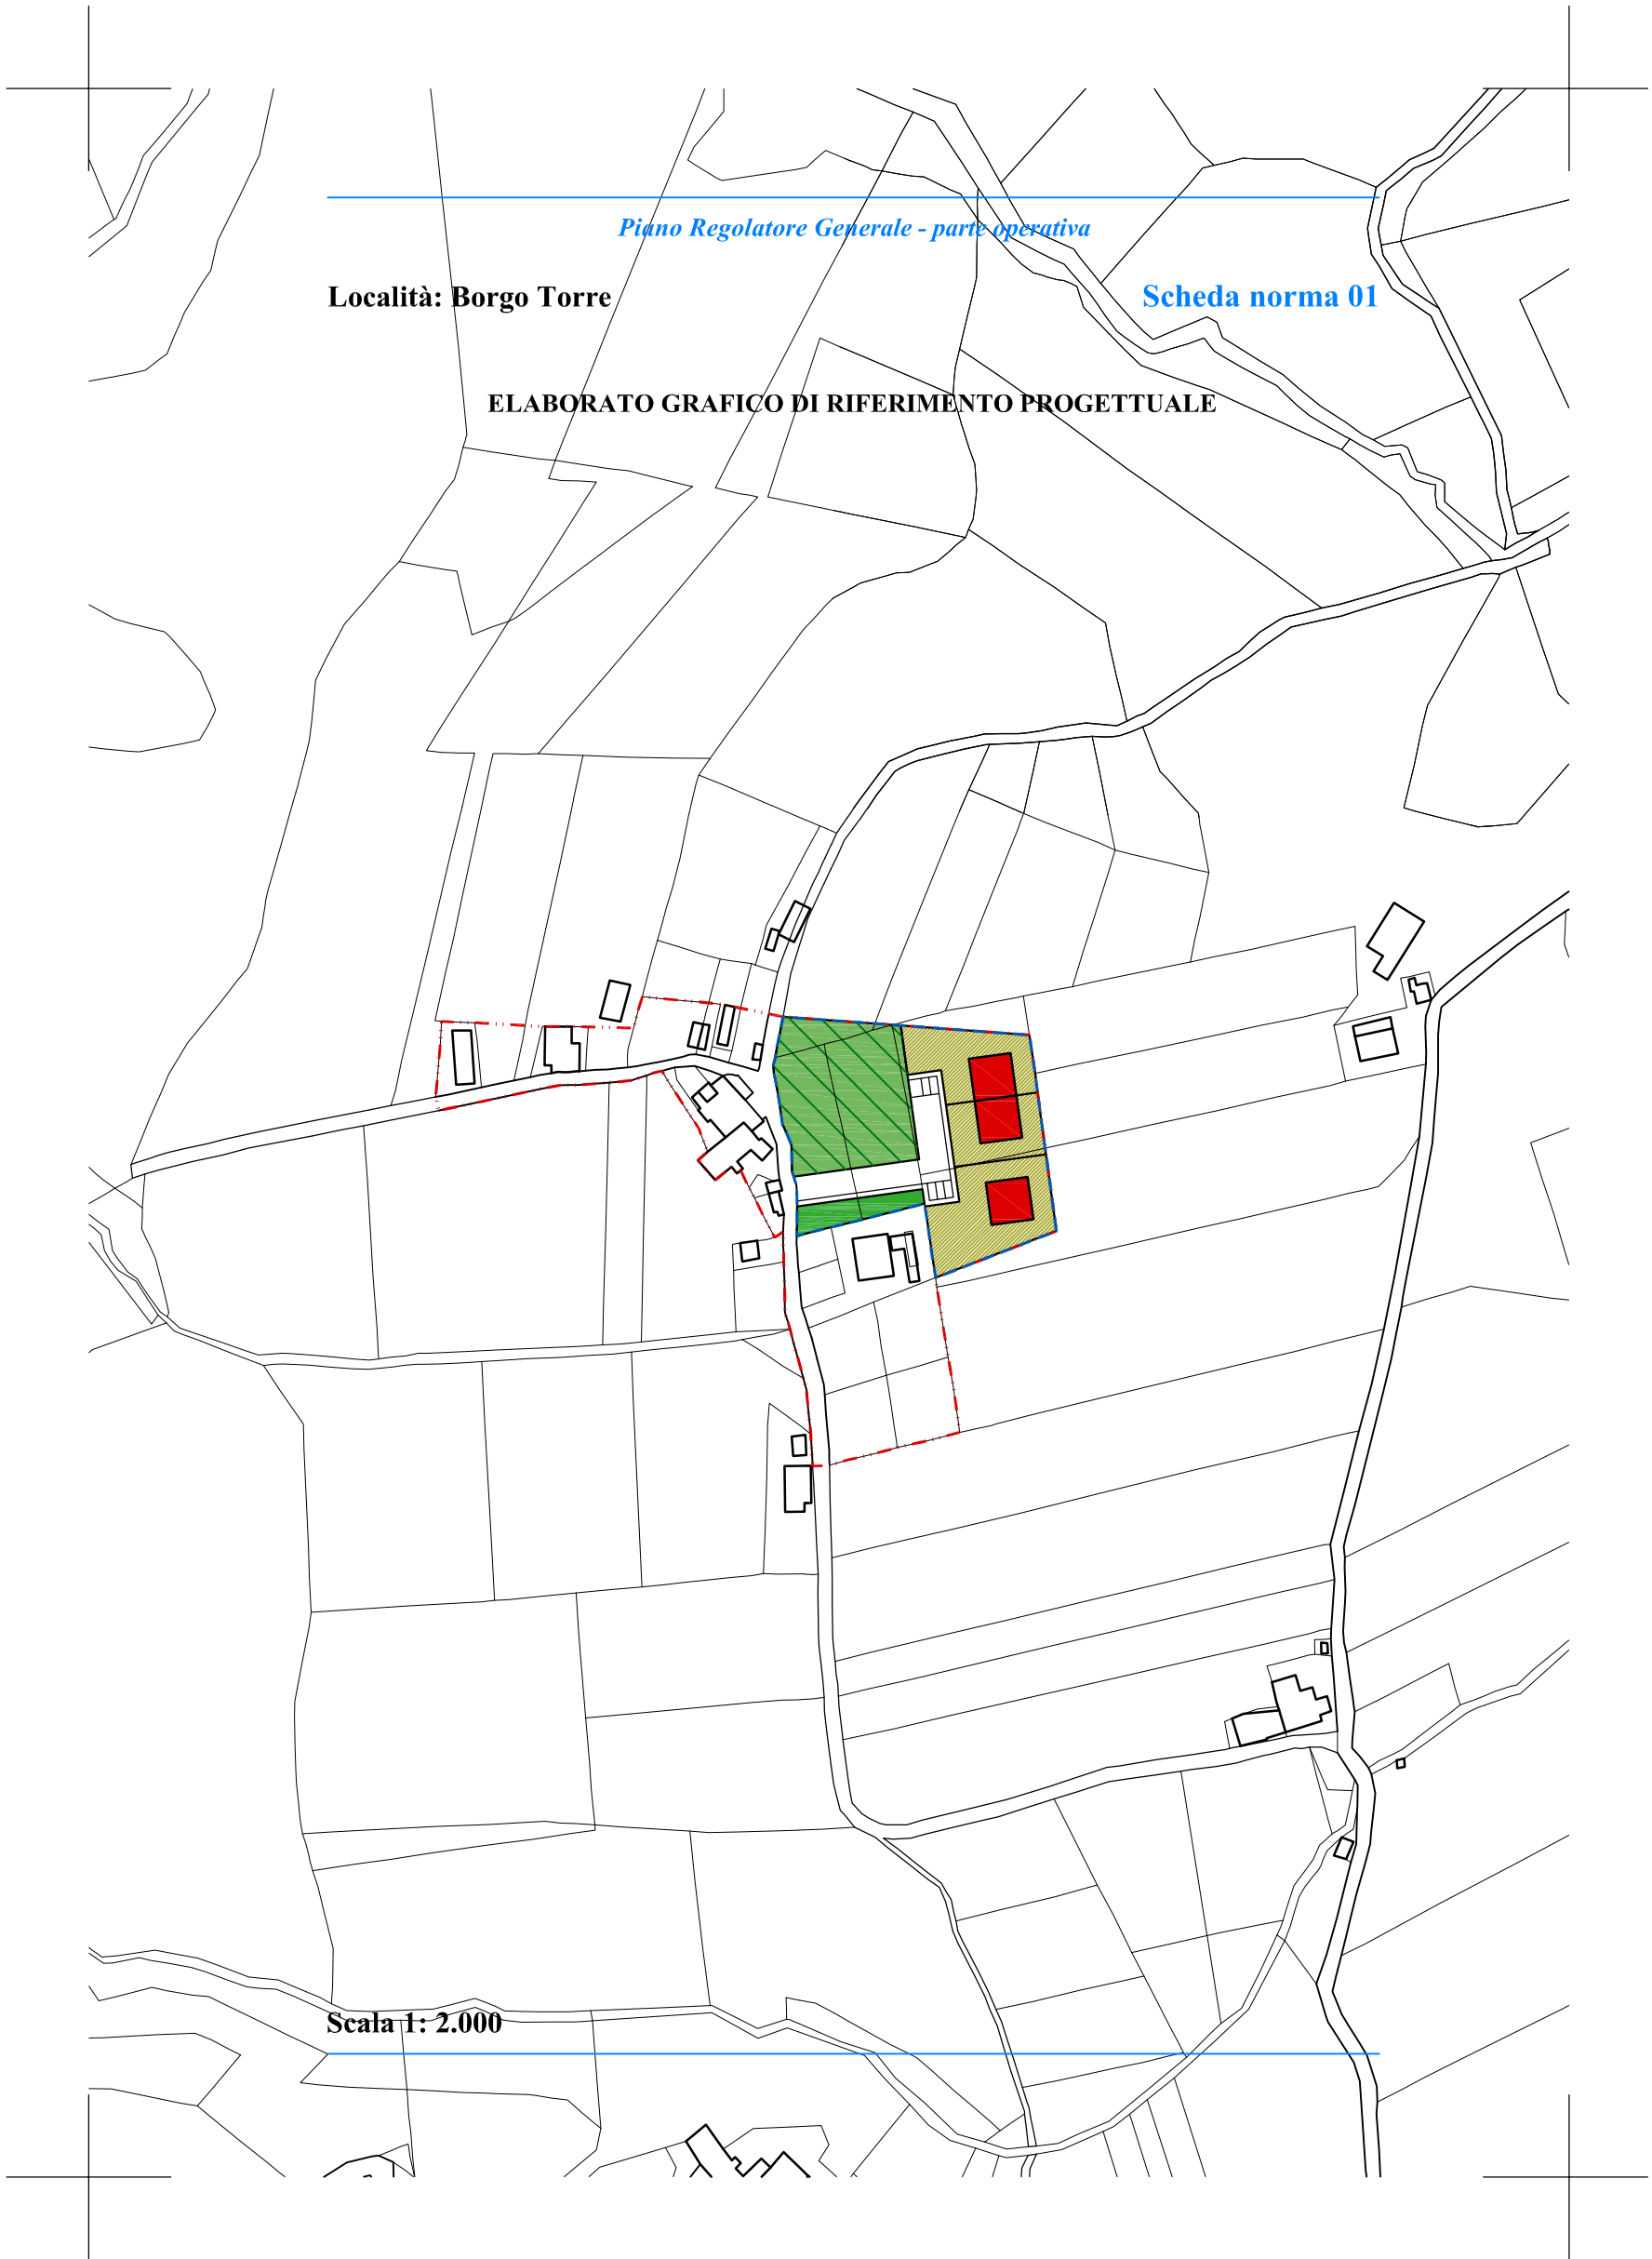 Piano Regolatore Generale - parte operativa
Località: Borgo Torre
Scheda norma 01
ELABORATO GRAFICO DI RIFERIMENTO PROGETTUALE
Scala 1: 2.000